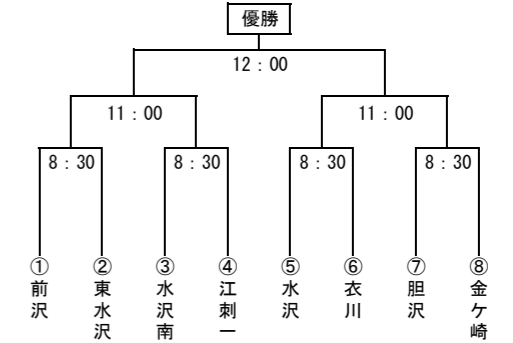 優勝
12：00
11：00
11：00
8：30
8：30
8：30
8：30
①前沢
②東水沢
③水沢南
④江刺一
⑤水沢
⑥衣川
⑦胆沢
⑧金ケ崎